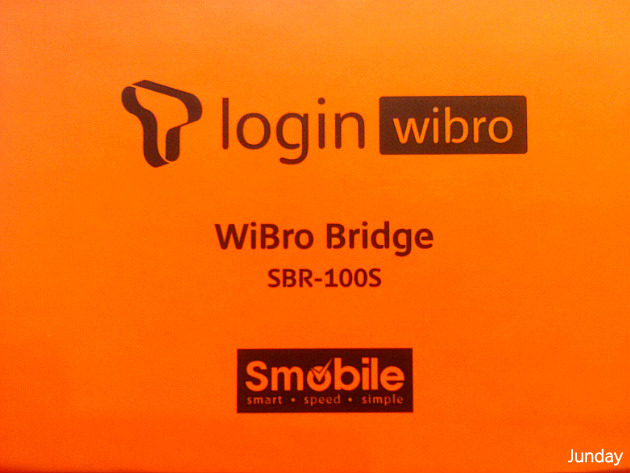 T login wibro
WiBro Bridge
SBR-100S
Smobile
smart • speed • simple
Junday